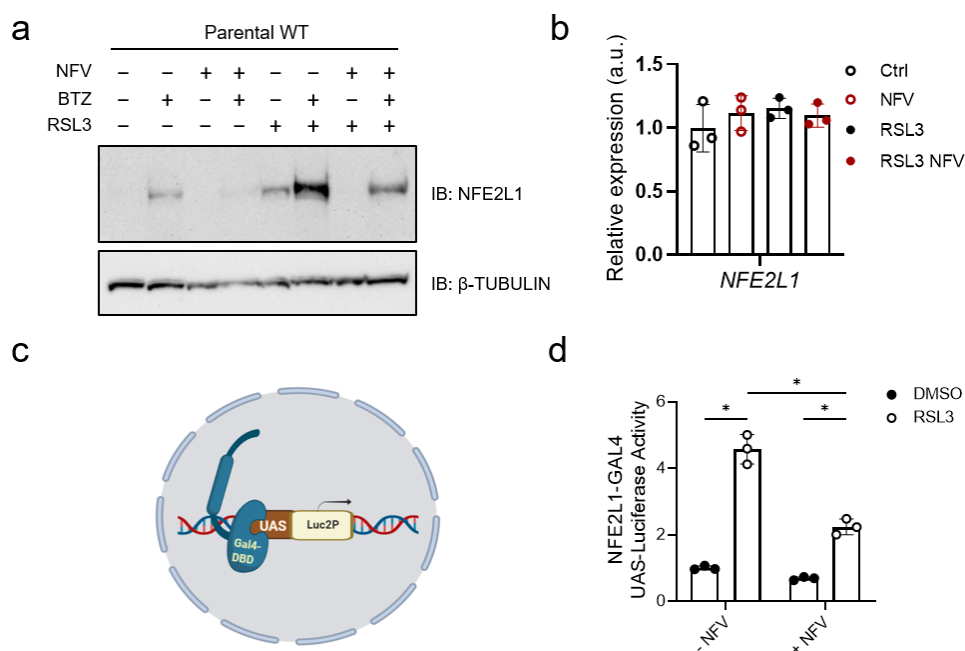 a
Parental WT
NFV – – + + – – + +
BTZ – + – + – + – +
RSL3 – – – – + + + +
IB: NFE2L1
IB: β-TUBULIN
b
Relative expression (a.u.)
1.5
1.0
0.5
0.0
NFE2L1
Ctrl
NFV
RSL3
RSL3 NFV
c
Gal4-
DBD
UAS
Luc2P
d
NFE2L1-GAL4
UAS-Luciferase Activity
6
4
2
0
* * *
- NFV
+ NFV
DMSO
RSL3